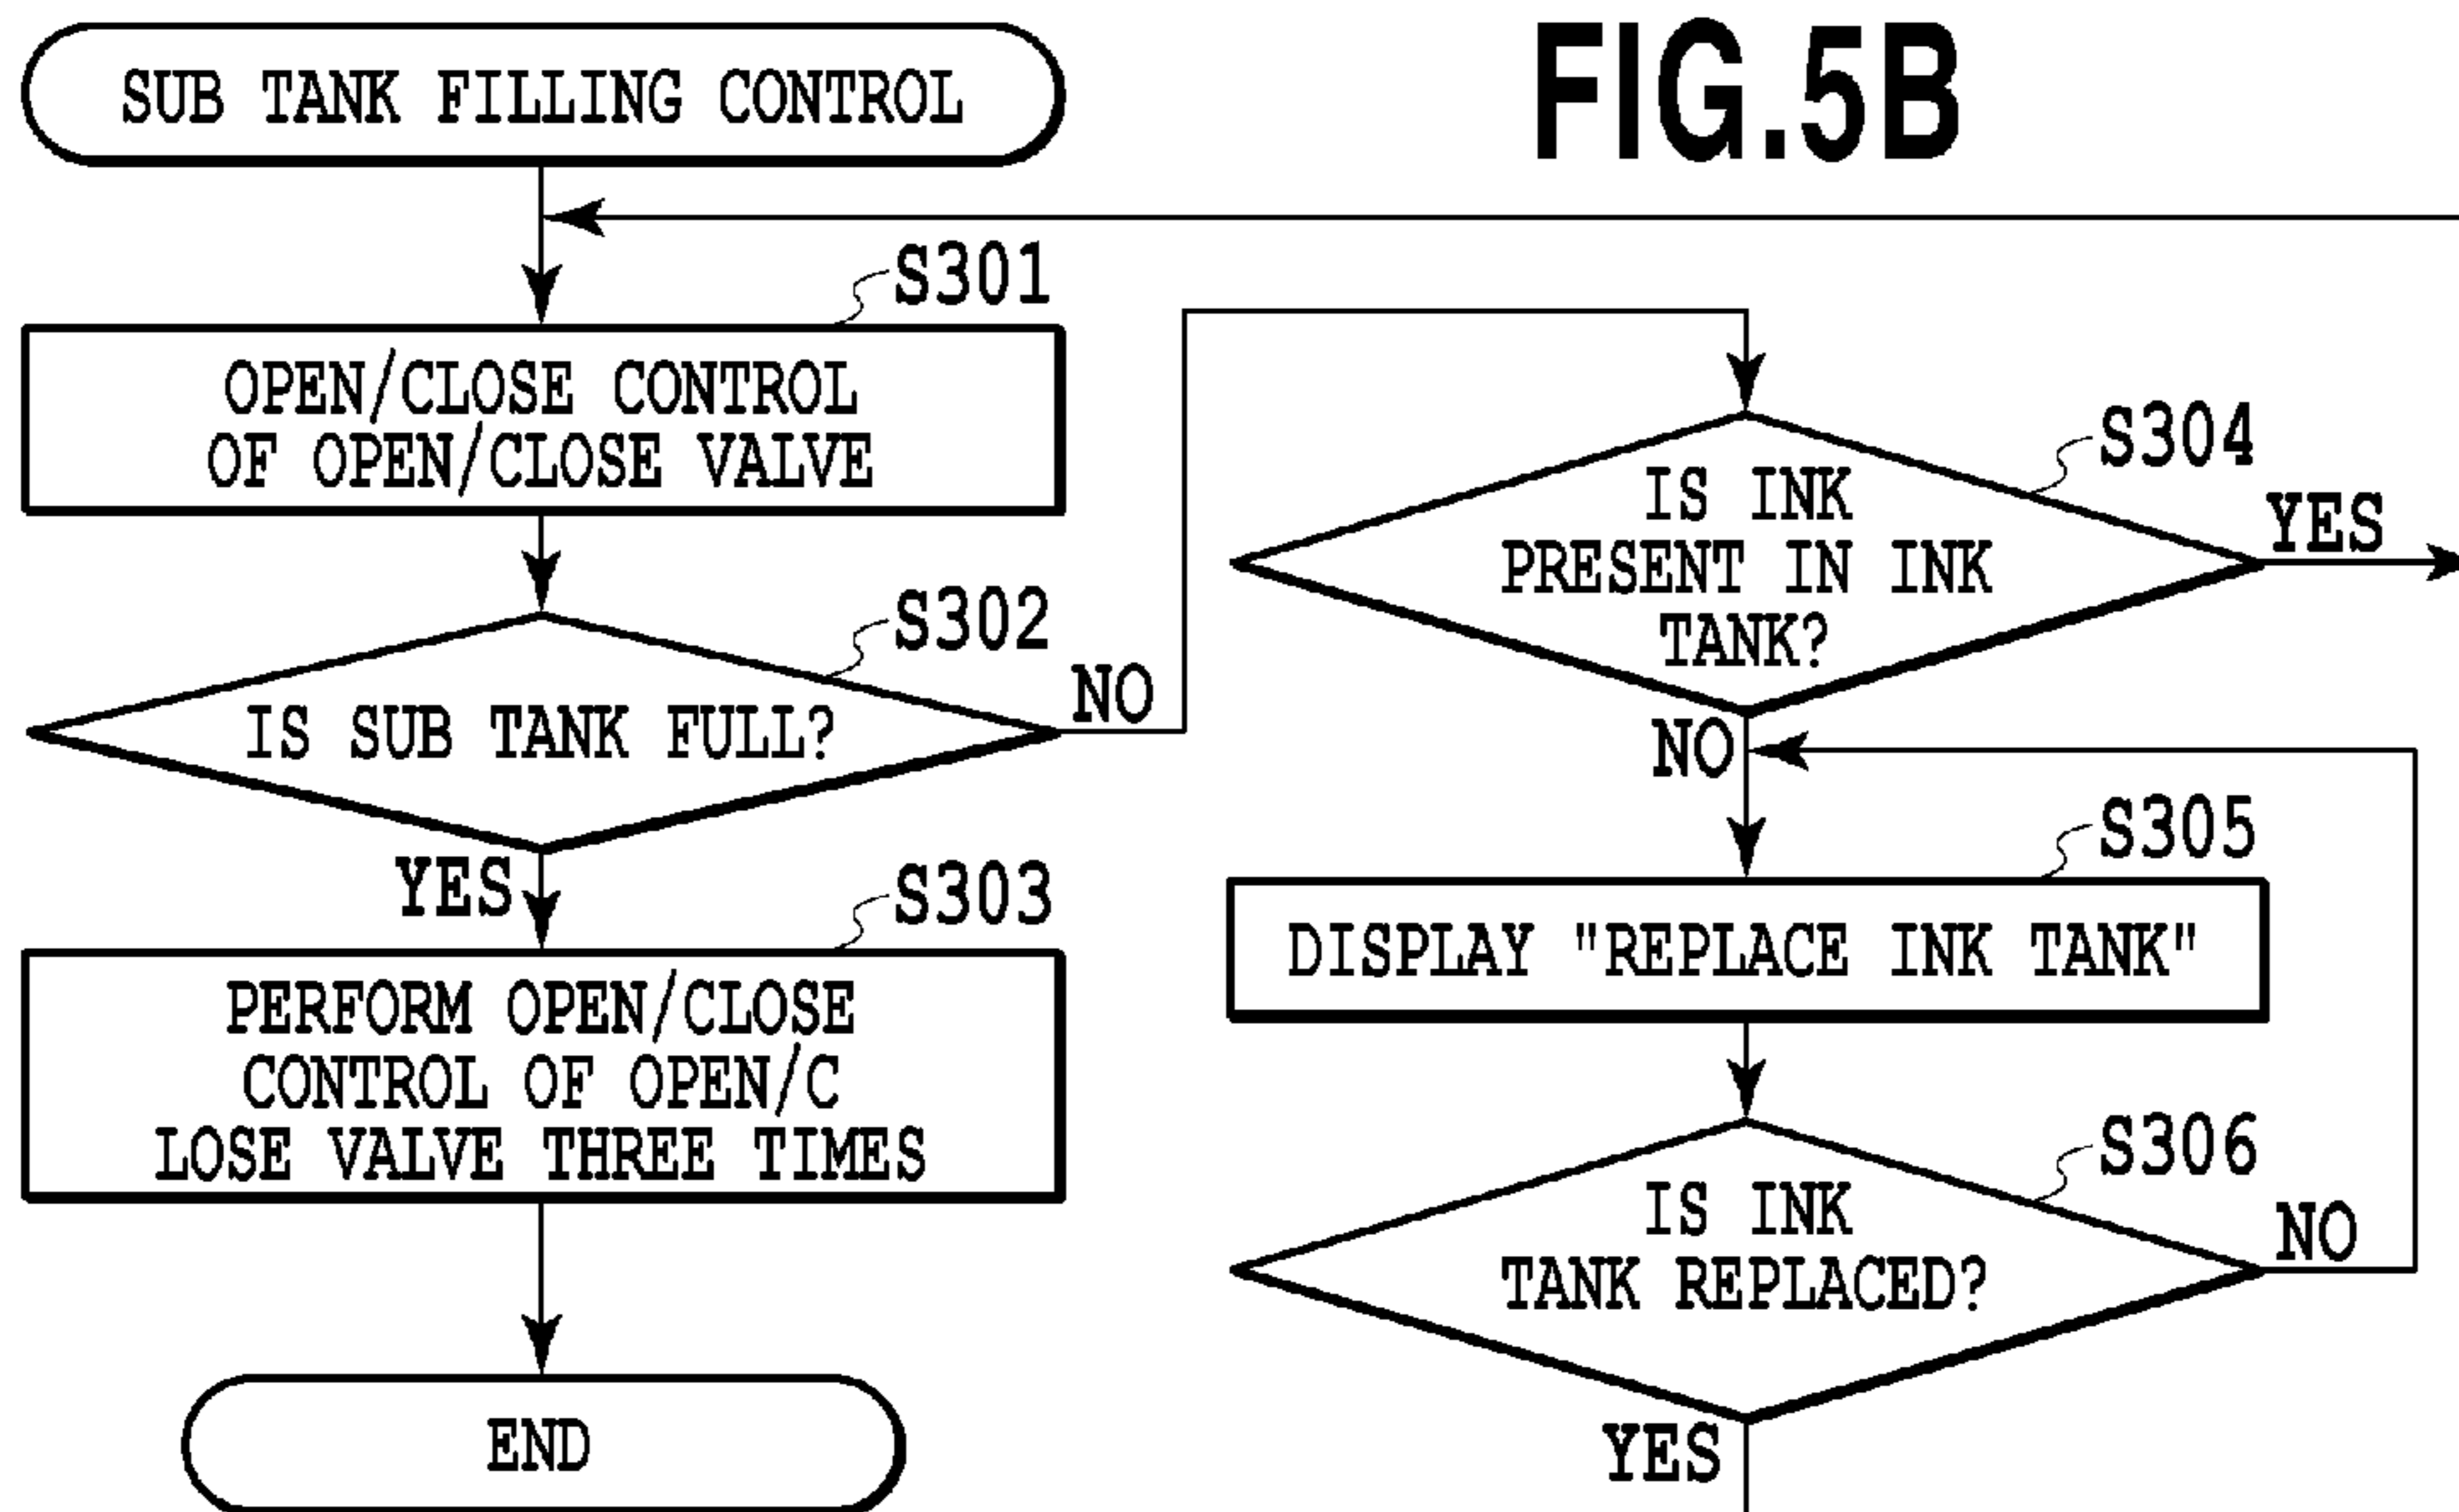 FIG.5B
SUB TANK FILLING CONTROL
S301
OPEN/CLOSE CONTROL
OF OPEN/CLOSE VALVE
S302
IS SUB TANK FULL?
NO
YES
S303
PERFORM OPEN/CLOSE
CONTROL OF OPEN/C
LOSE VALVE THREE TIMES
END
S304
IS INK
PRESENT IN INK
TANK?
YES
NO
S305
DISPLAY "REPLACE INK TANK"
S306
IS INK
TANK REPLACED?
NO
YES